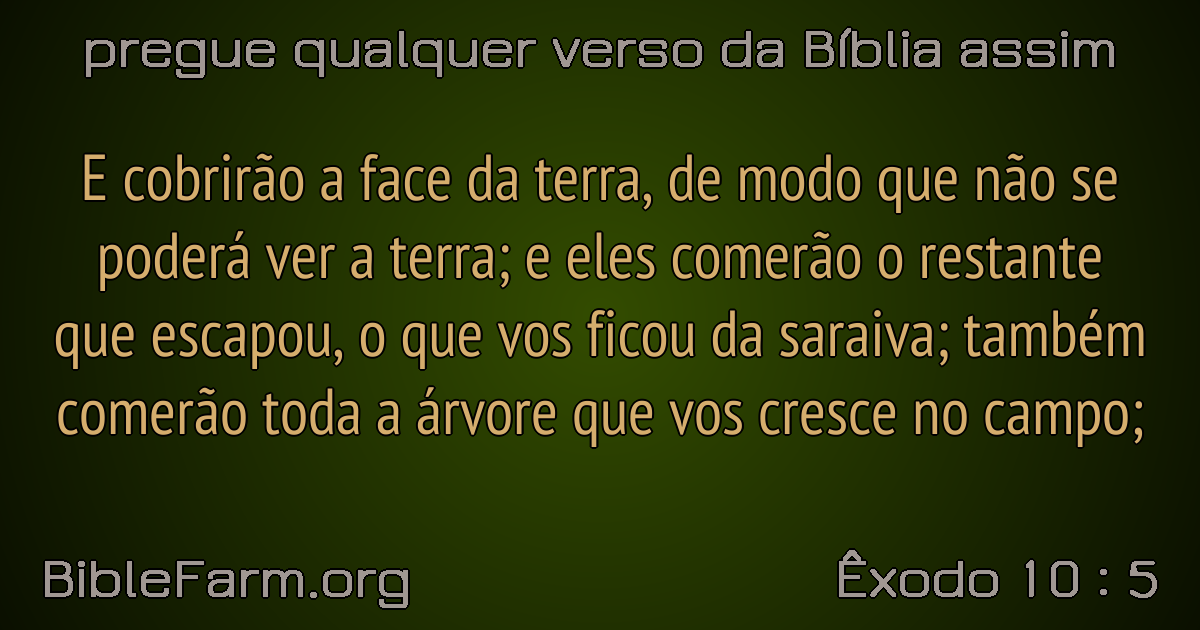 pregue qualquer verso da Bíblia assim
E cobrirão a face da terra, de modo que não se
poderá ver a terra; e eles comerão o restante
que escapou, o que vos ficou da saraiva; também
comerão toda a árvore que vos cresce no campo;
BibleFarm.org
Êxodo 10 : 5